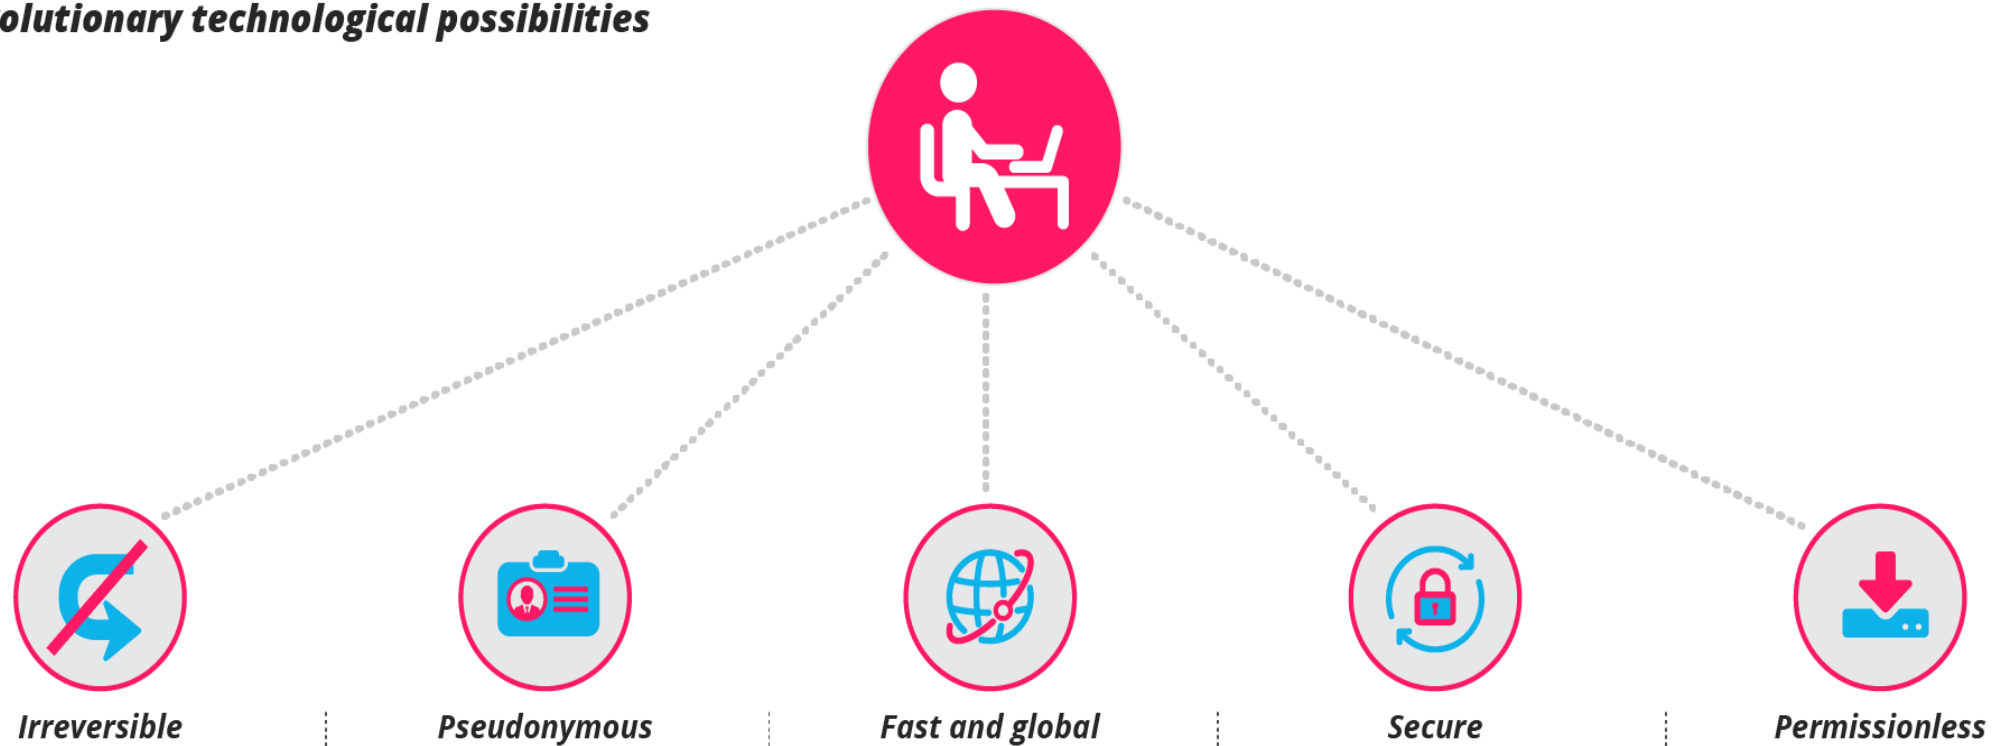 olutionary technological possibilities
Irreversible
Pseudonymous
Fast and global
Secure
Permissionless